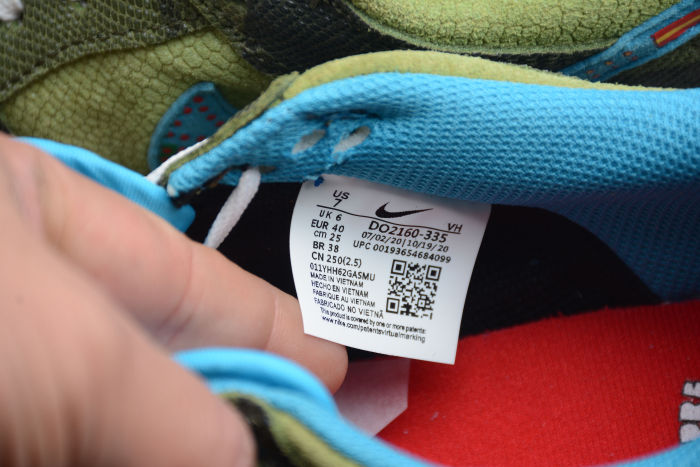 US
7
UK 6
EUR 40
cm 25
BR 38
CN 250(2.5)
VH
DO2160-335
07/02/20|10/19/20
UPC 00193654684099
011YHH62GASMU
MADE IN VIETNAM
HECHO EN VIETNAM
FABRIQUE AU VIETNAM
FABRICADO NO VIETNÃ
This product is covered by one or more patents:
www.nike.com/patentsvirtualmarking